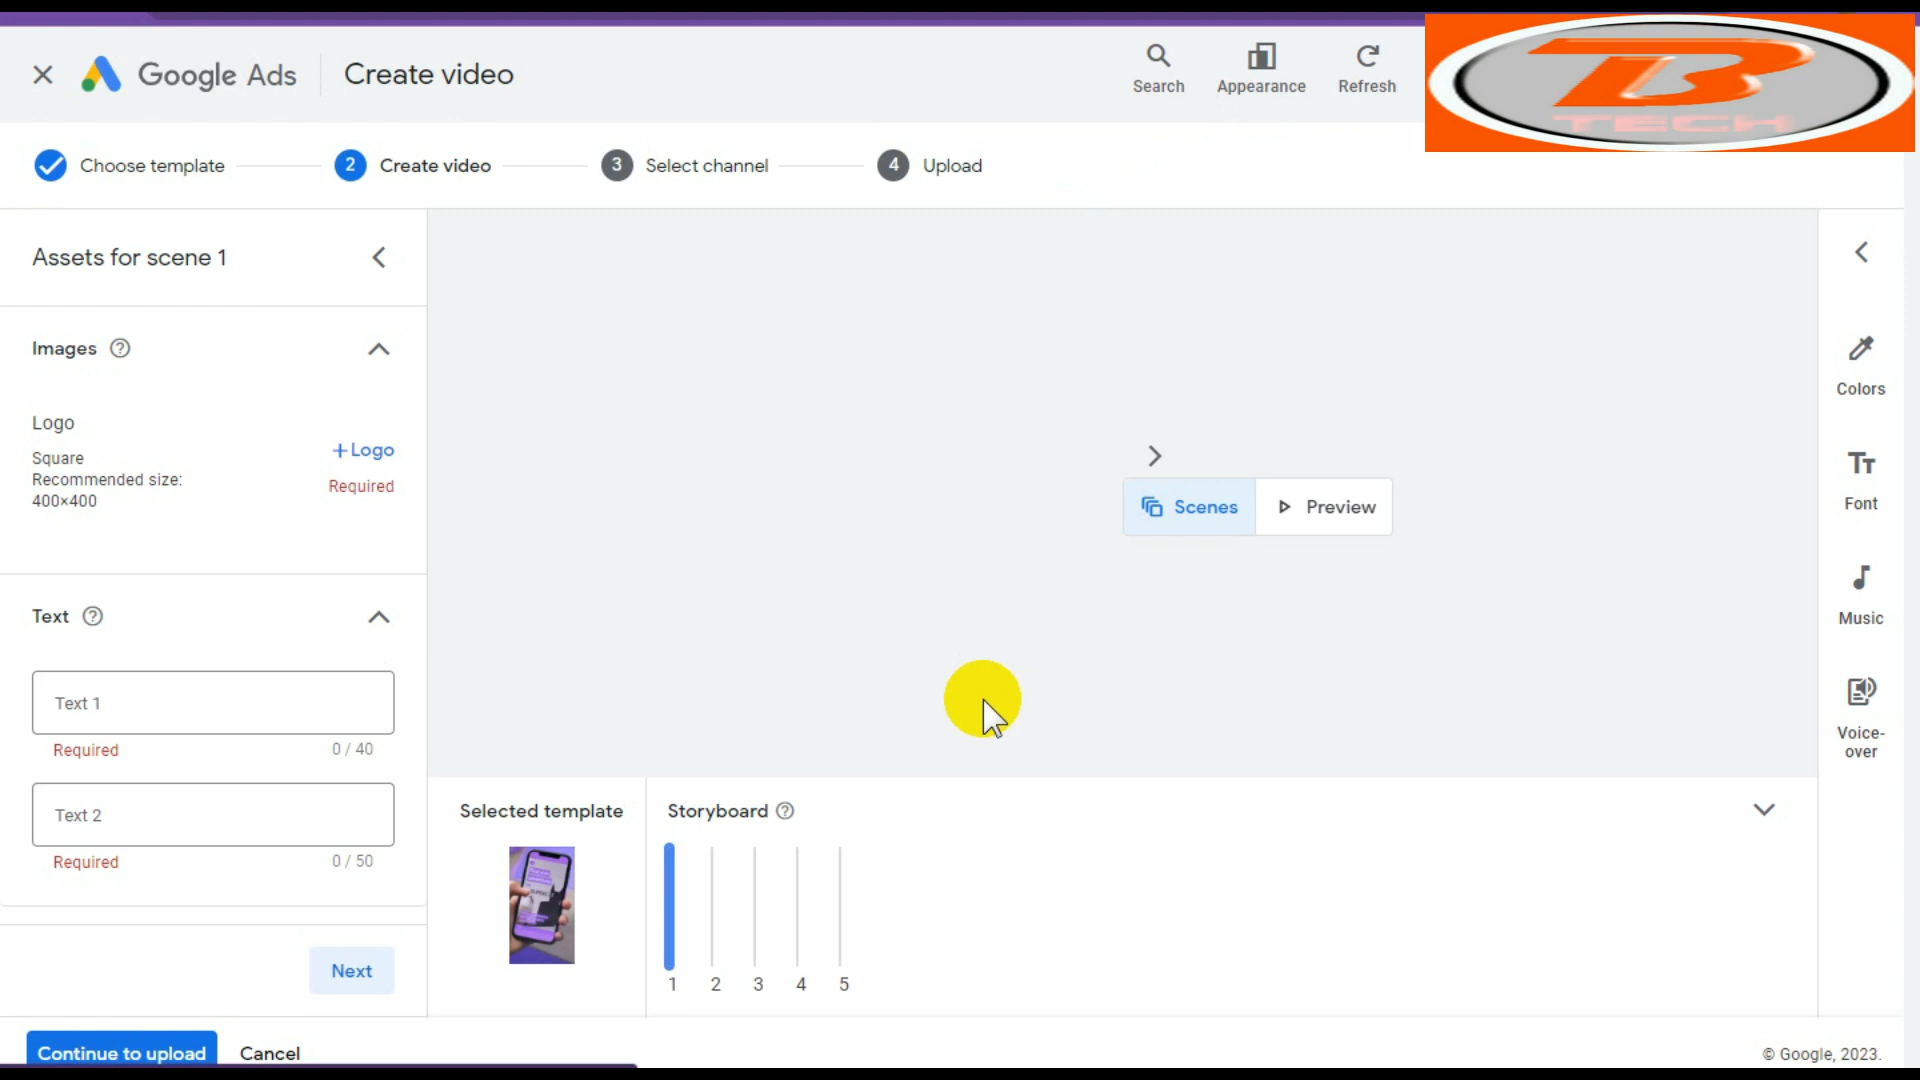 Google Ads
Create video
Search
Appearance
Refresh
B
TECH
Choose template
2
Create video
3
Select channel
4
Upload
Assets for scene 1
Images
Logo
Square
Recommended size:
400×400
+Logo
Required
Text
Text 1
Required
0 / 40
Text 2
Required
0 / 50
Next
Scenes
Preview
Colors
Font
Music
Voice-
over
Selected template
Storyboard
1 2 3 4 5
Continue to upload
Cancel
© Google, 2023.